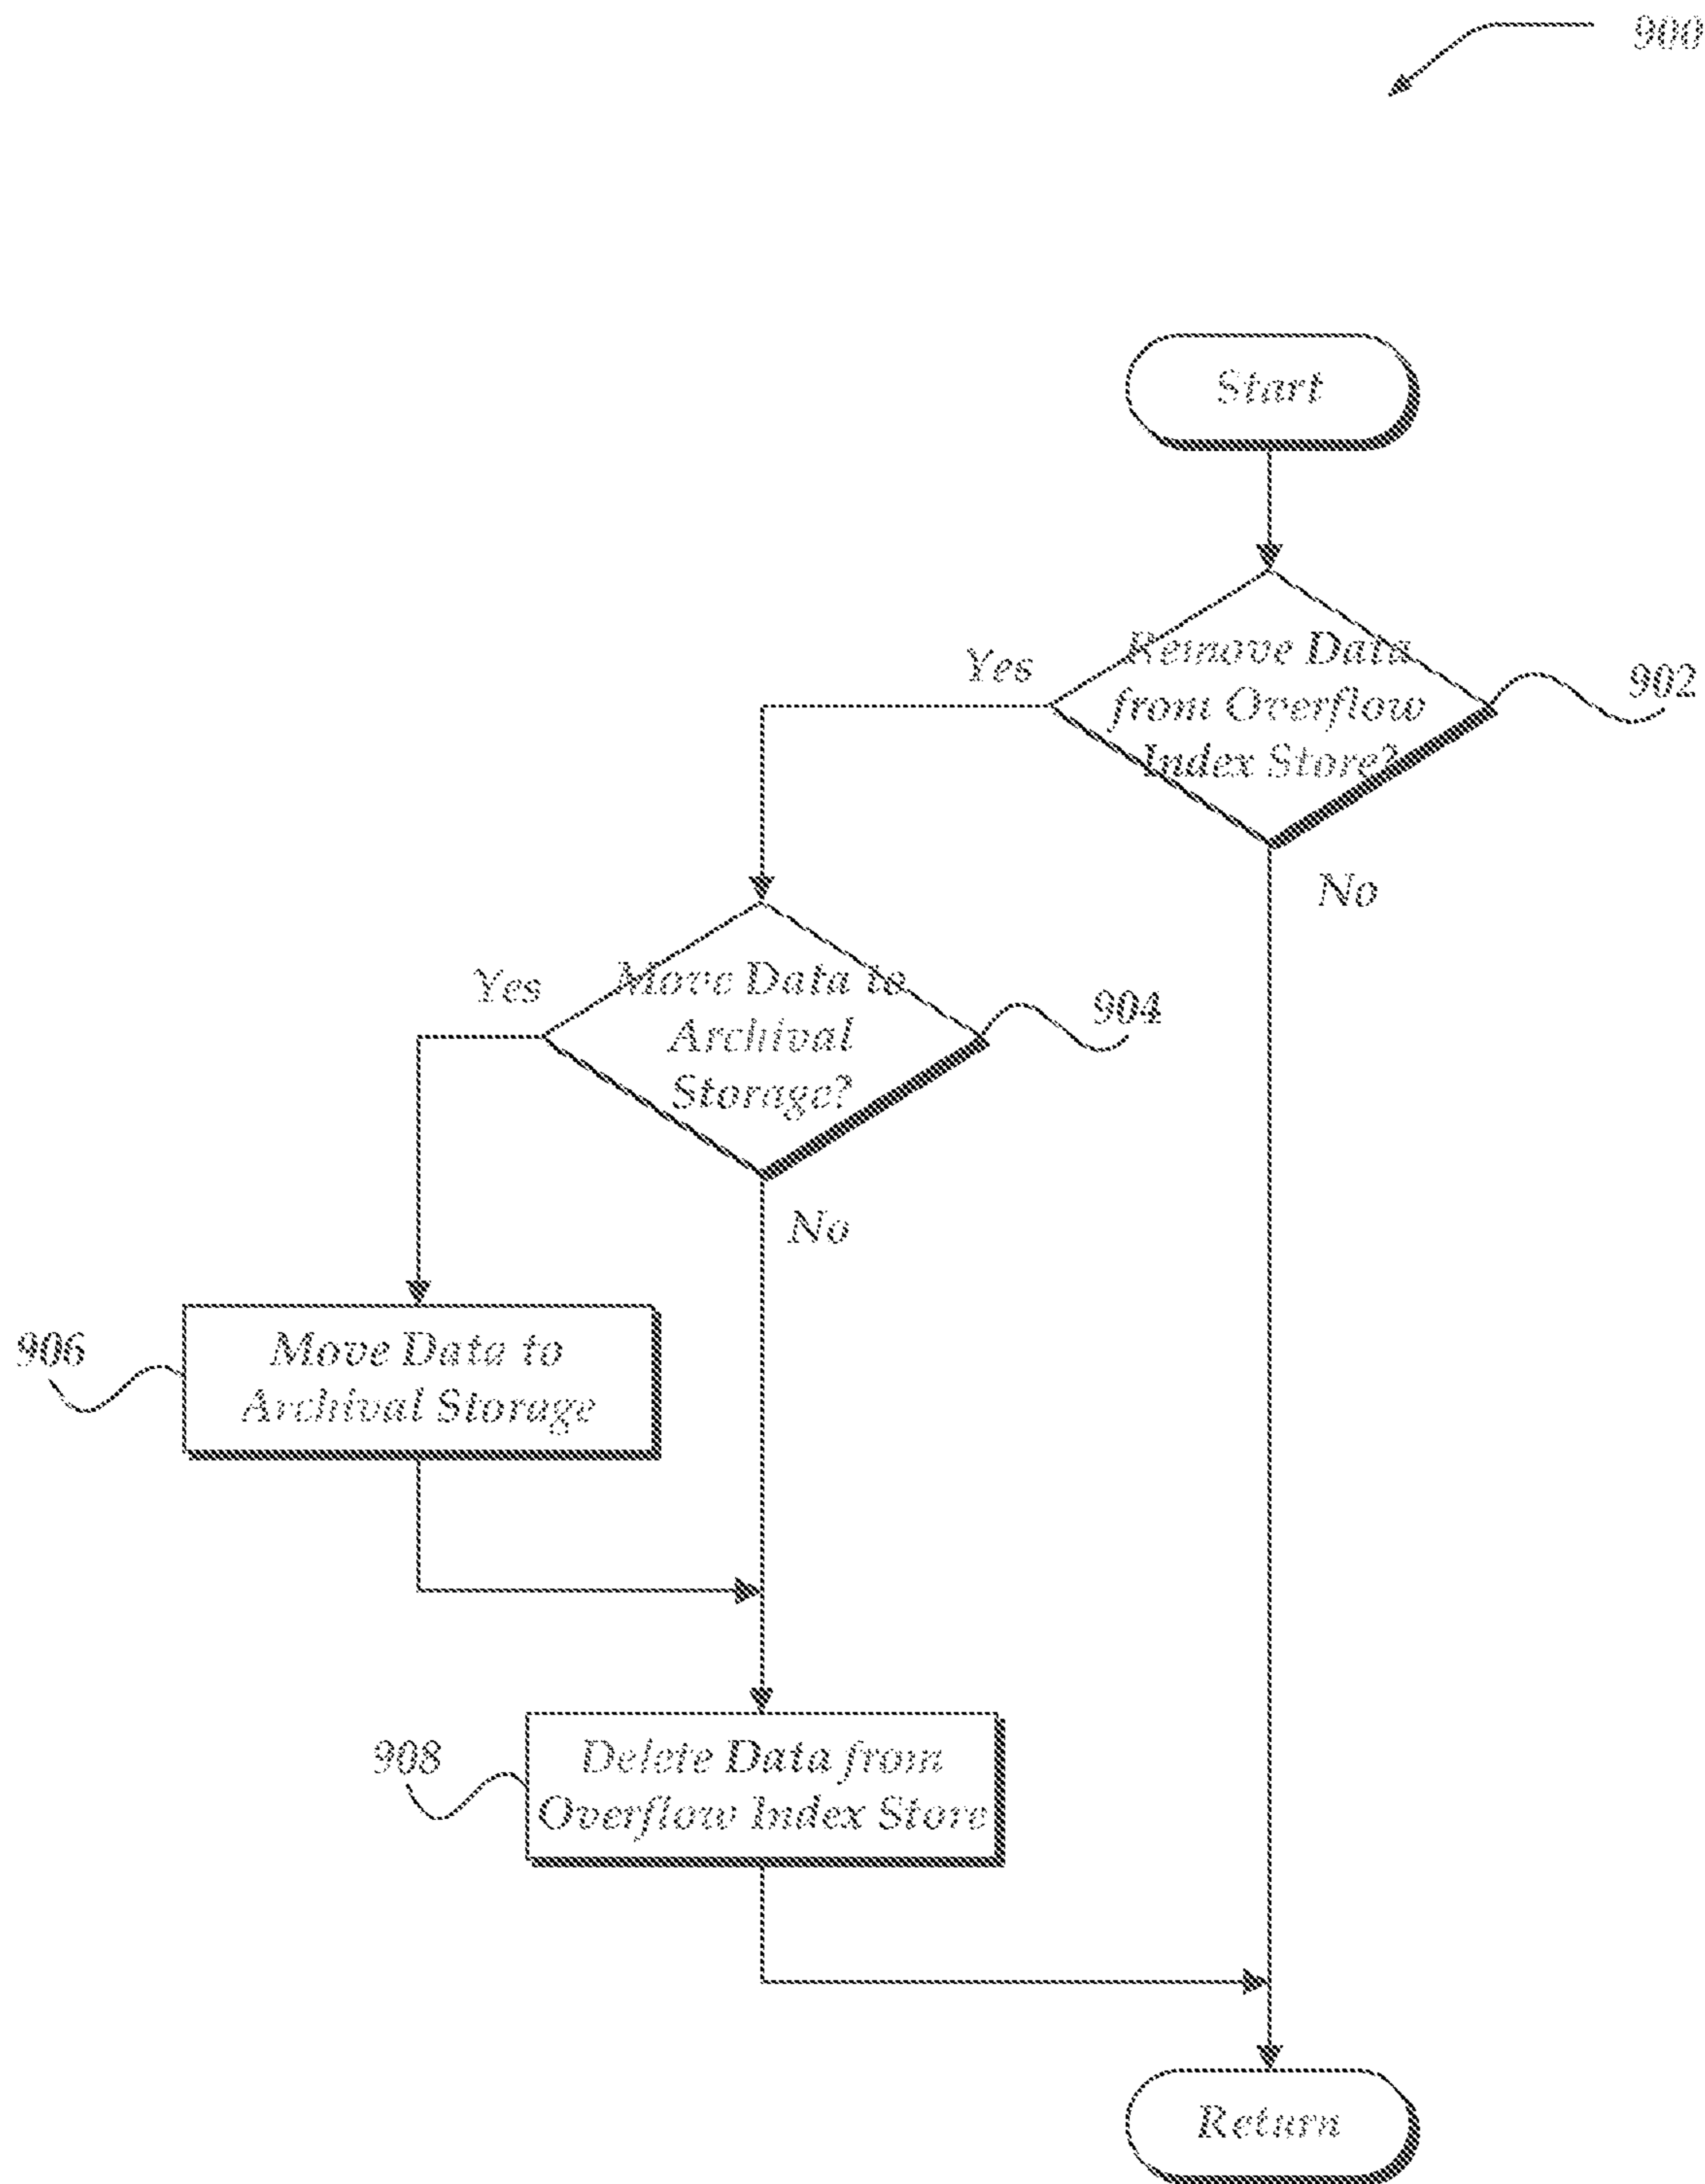 900
Start
Yes
Remove Data
from Overflow
Index Store?
902
No
Yes
Move Data to
Archival
Storage?
904
No
906
Move Data to
Archival Storage
908
Delete Data from
Overflow Index Store
Return